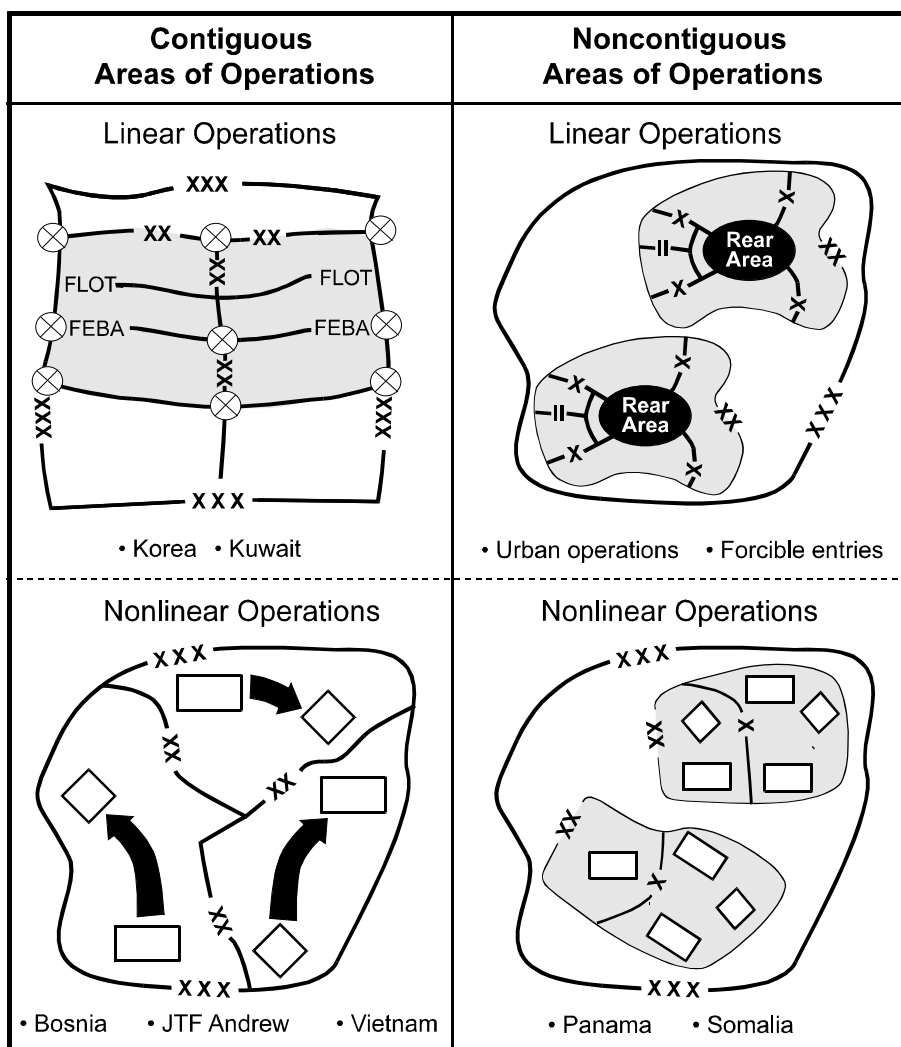 Contiguous
Areas of Operations
Noncontiguous
Areas of Operations
Linear Operations
XXX
XX
XX
XX
FLOT
FLOT
FEBA
FEBA
XX
XXX
XXX
XXX
• Korea • Kuwait
Linear Operations
X
X
II
X
Rear
Area
XX
X
X
X
II
X
Rear
Area
XX
X
XXX
• Urban operations • Forcible entries
Nonlinear Operations
XXX
XX
XX
XX
XXX
• Bosnia • JTF Andrew • Vietnam
Nonlinear Operations
XXX
XX
X
XX
X
XXX
• Panama • Somalia